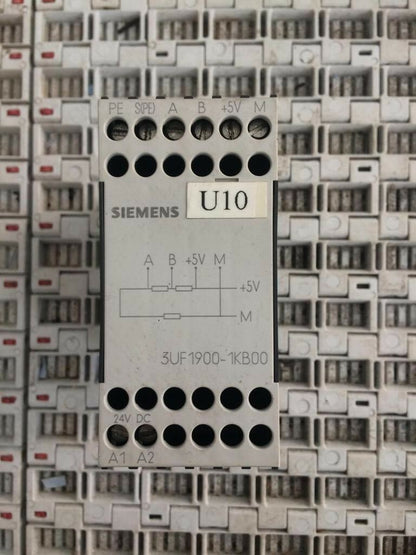 PE S(PE) A B +5V M
SIEMENS U10
A B +5V M
+5V
M
3UF1900-1KB00
24V DC
A1 A2